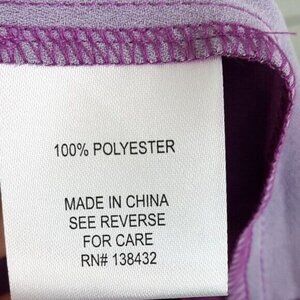 100% POLYESTER
MADE IN CHINA
SEE REVERSE
FOR CARE
RN# 138432